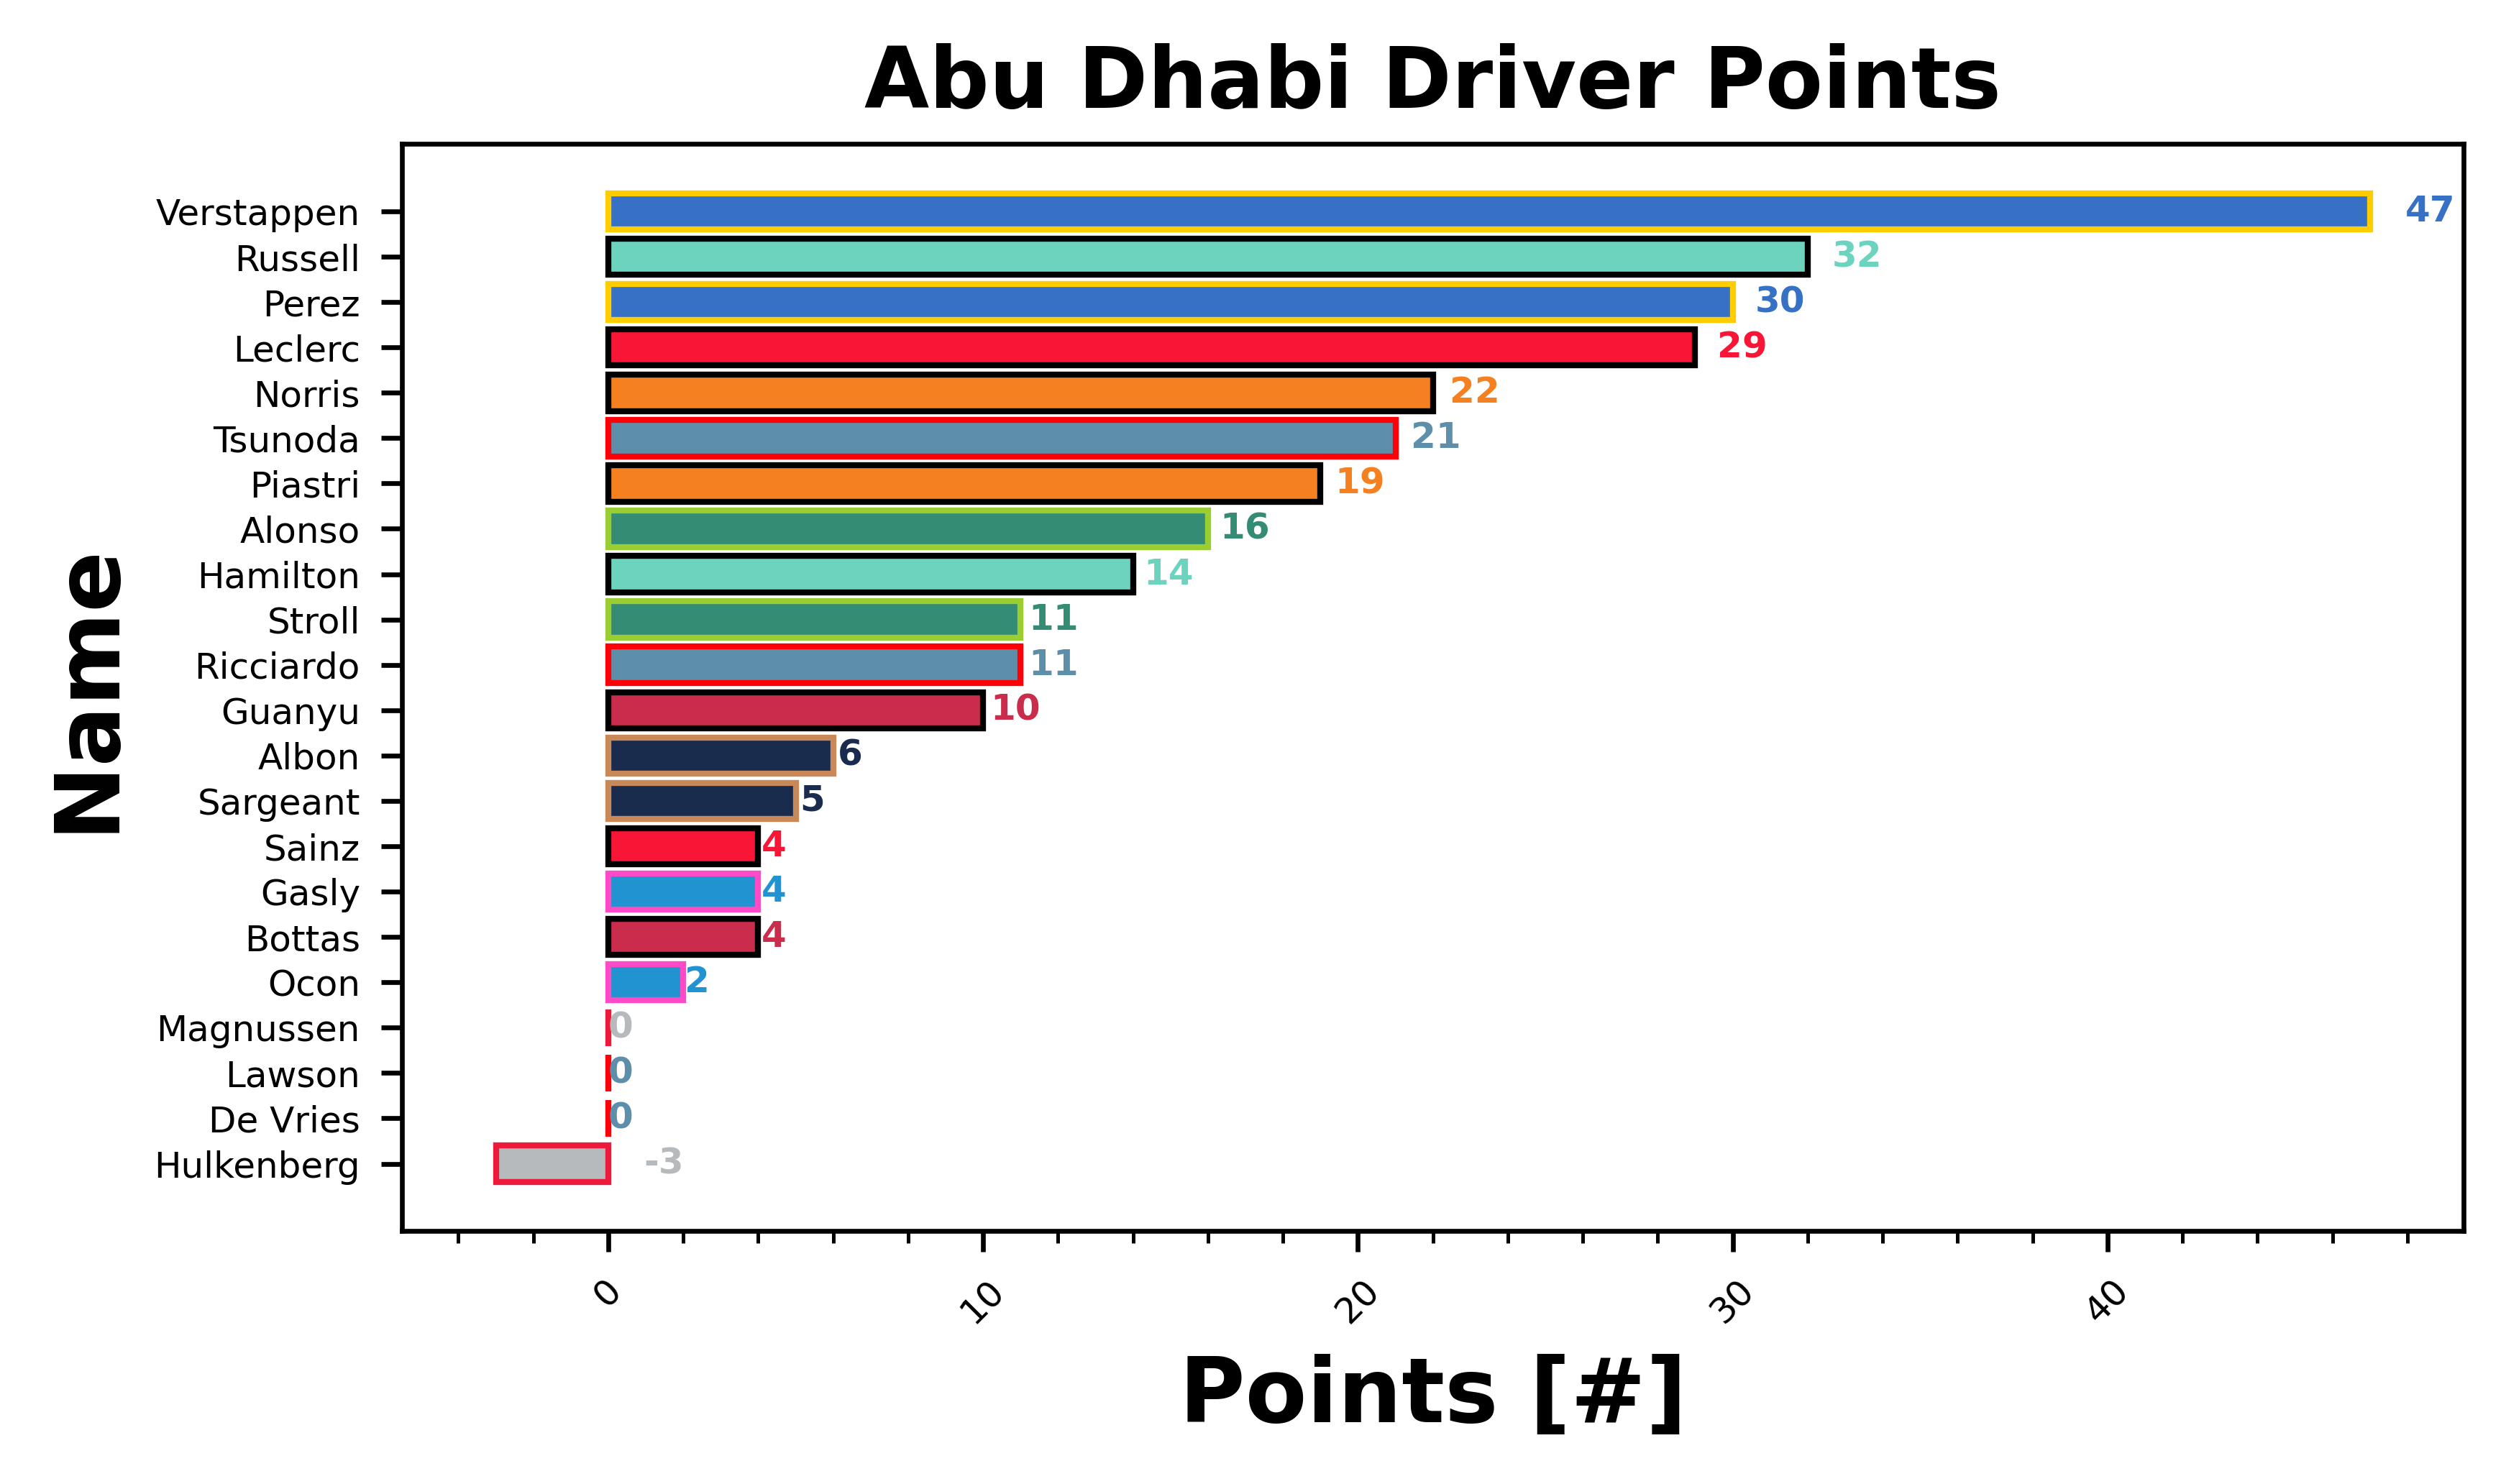 Abu Dhabi Driver Points
Name
Verstappen 47
Russell 32
Perez 30
Leclerc 29
Norris 22
Tsunoda 21
Piastri 19
Alonso 16
Hamilton 14
Stroll 11
Ricciardo 11
Guanyu 10
Albon 6
Sargeant 5
Sainz 4
Gasly 4
Bottas 4
Ocon 2
Magnussen 0
Lawson 0
De Vries 0
Hulkenberg -3
0 10 20 30 40
Points [#]